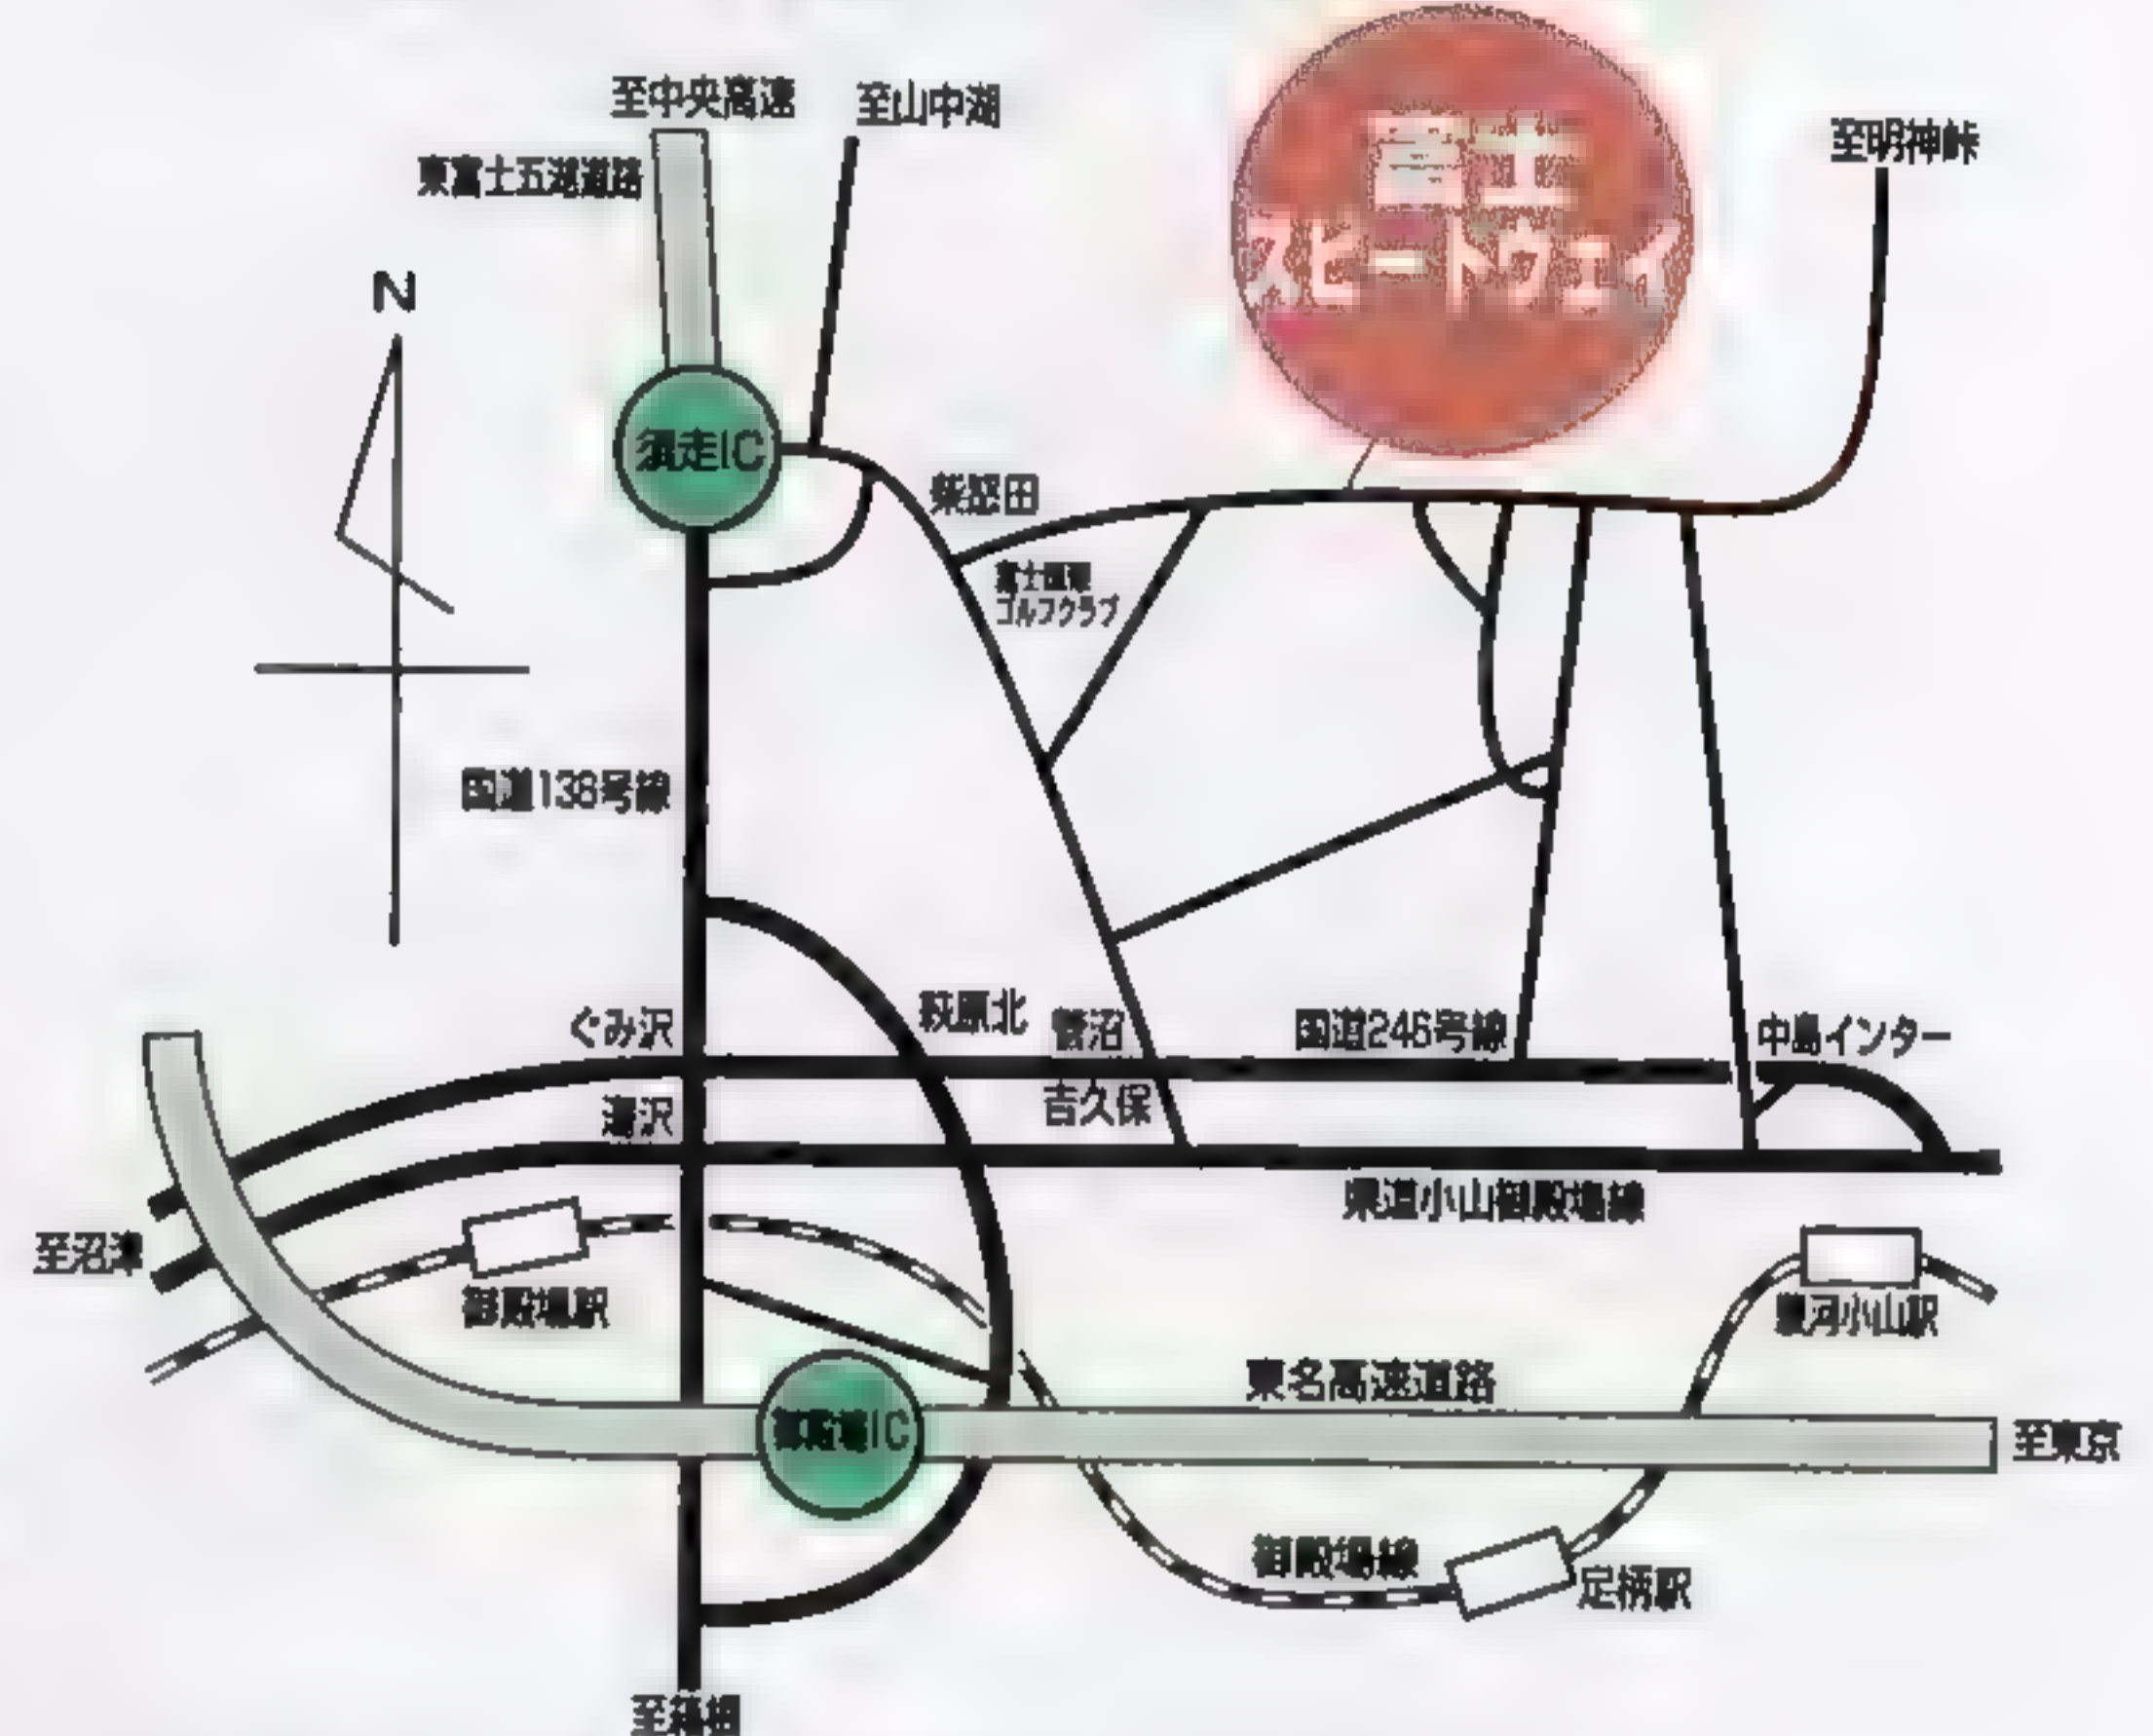 至中央高速
至山中湖
東富士五湖道路
富士
スピードウェイ
至明神峠
N
須走IC
柴怒田
ゴルフクラブ
国道138号線
ぐみ沢
萩原北
菅沼
国道246号線
中島インター
滝沢
吉久保
県道小山御殿場線
至沼津
御殿場駅
駿河小山駅
東名高速道路
御殿場IC
至東京
御殿場線
足柄駅
至箱根